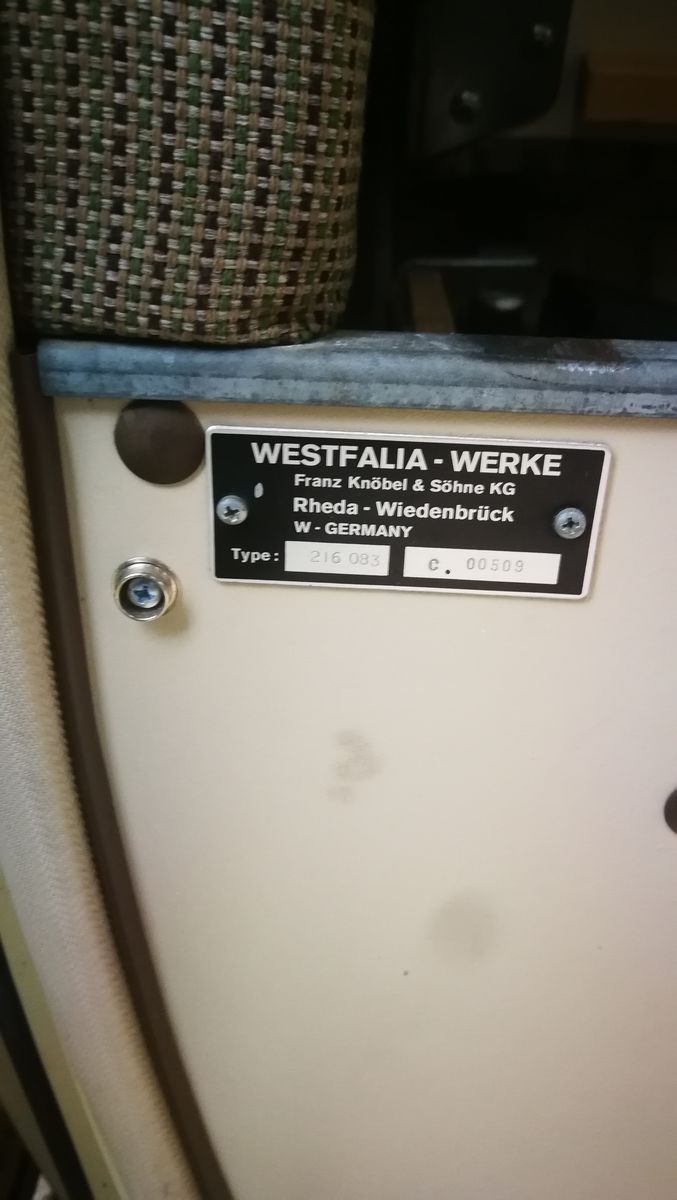 WESTFALIA - WERKE
Franz Knöbel & Söhne KG
Rheda - Wiedenbrück
W - GERMANY
Type: 216 083 C. 00509